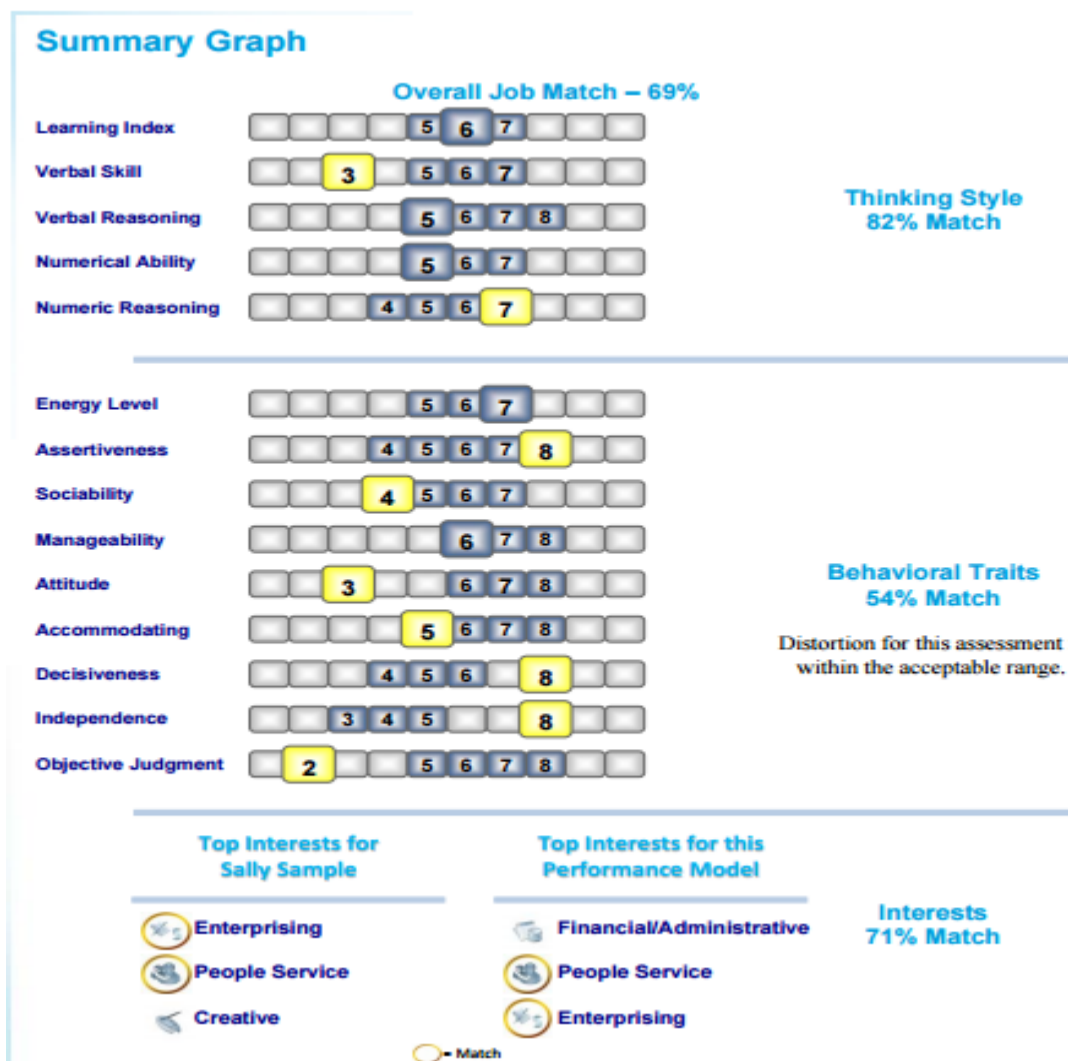 Summary Graph
Overall Job Match – 69%
Learning Index 5 6 7
Verbal Skill 3 5 6 7
Verbal Reasoning 5 6 7 8
Numerical Ability 5 6 7
Numeric Reasoning 4 5 6 7
Thinking Style
82% Match
Energy Level 5 6 7
Assertiveness 4 5 6 7 8
Sociability 4 5 6 7
Manageability 6 7 8
Attitude 3 6 7 8
Accommodating 5 6 7 8
Decisiveness 4 5 6 8
Independence 3 4 5 8
Objective Judgment 2 5 6 7 8
Behavioral Traits
54% Match
Distortion for this assessment
within the acceptable range.
Top Interests for
Sally Sample
Enterprising
People Service
Creative
Top Interests for this
Performance Model
Financial/Administrative
People Service
Enterprising
Interests
71% Match
= Match